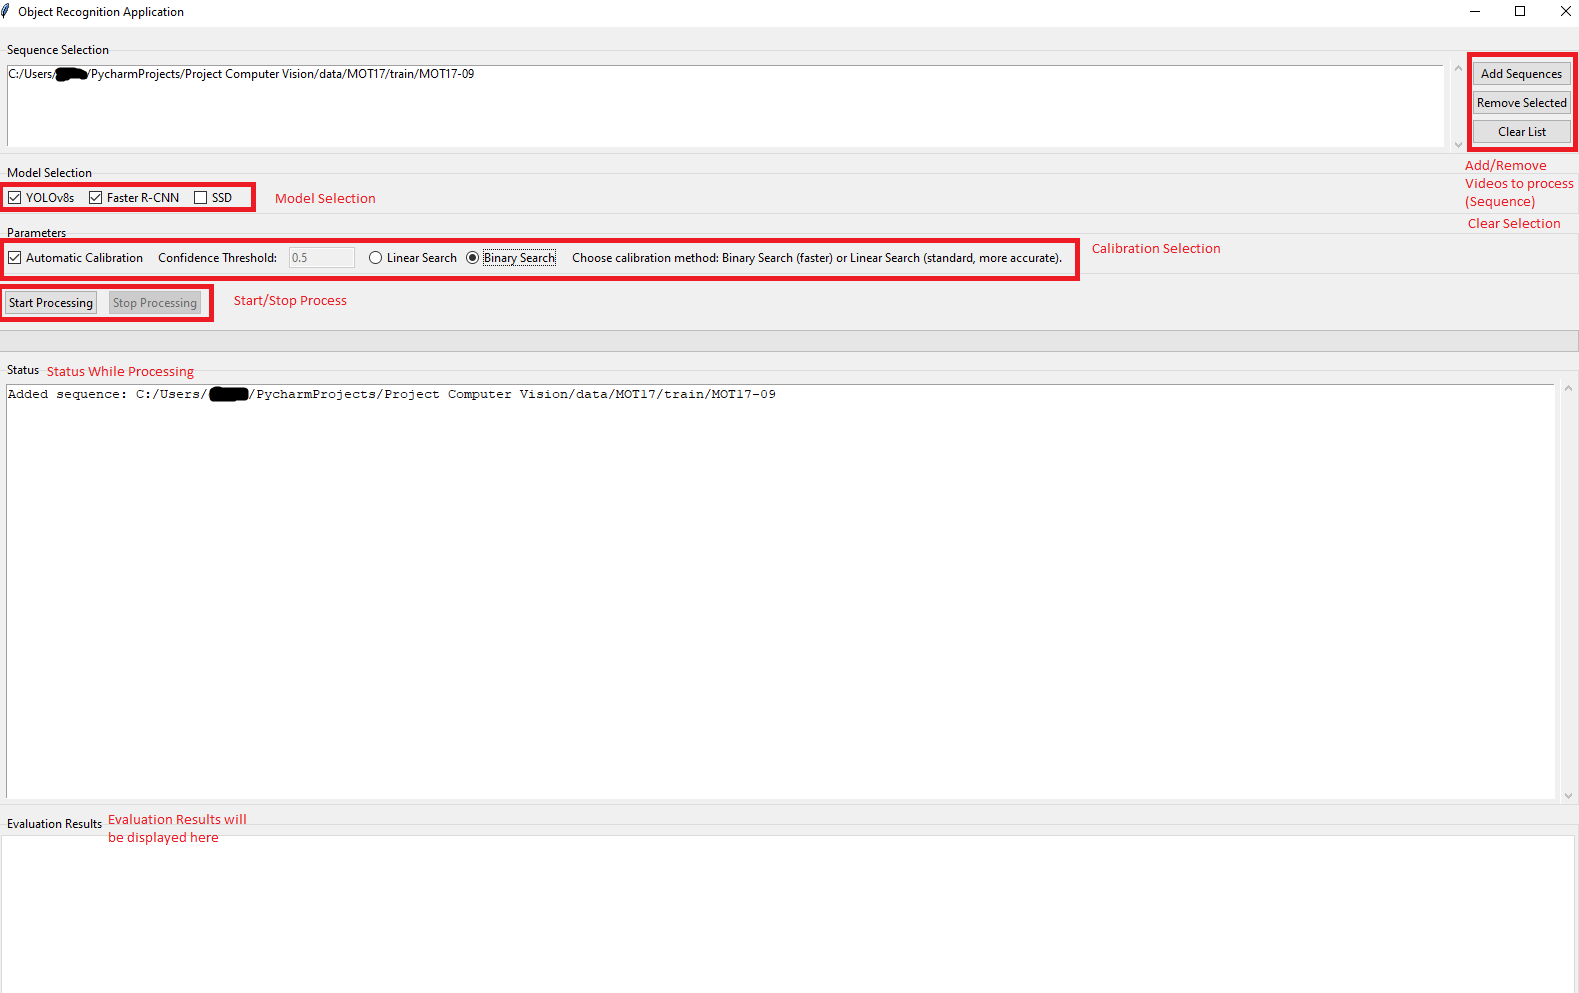 Object Recognition Application
Sequence Selection
C:/Users/ /PycharmProjects/Project Computer Vision/data/MOT17/train/MOT17-09
Add Sequences
Remove Selected
Clear List
Add/Remove
Videos to process
(Sequence)
Clear Selection
Model Selection
YOLOv8s Faster R-CNN SSD Model Selection
Parameters
Automatic Calibration Confidence Threshold: 0.5 Linear Search Binary Search Choose calibration method: Binary Search (faster) or Linear Search (standard, more accurate). Calibration Selection
Start Processing Stop Processing Start/Stop Process
Status Status While Processing
Added sequence: C:/Users/ /PycharmProjects/Project Computer Vision/data/MOT17/train/MOT17-09
Evaluation Results Evaluation Results will
be displayed here